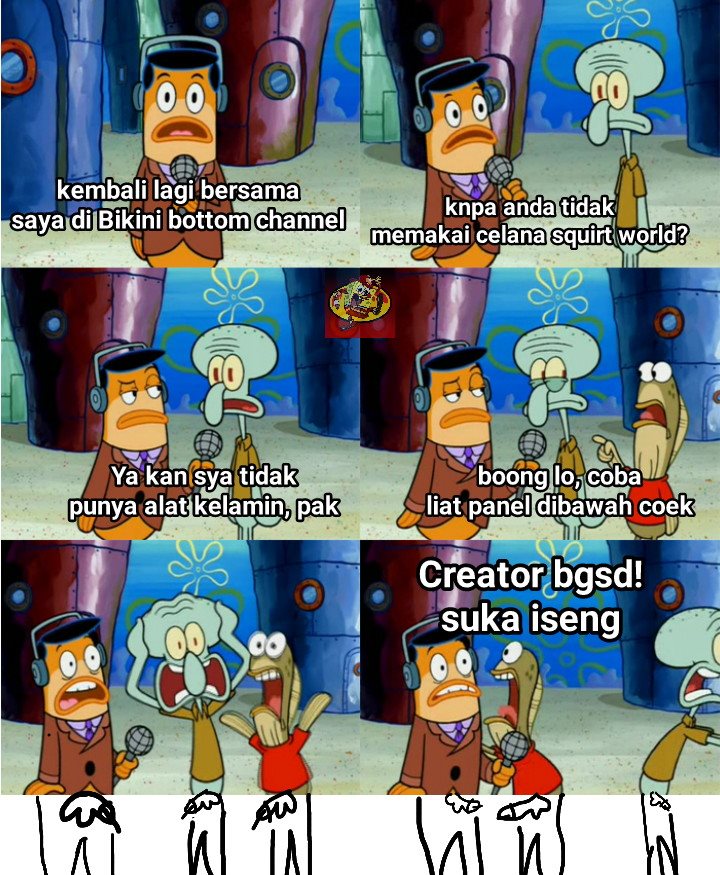 kembali lagi bersama
saya di Bikini bottom channel
knpa anda tidak
memakai celana squirt world?
Ya kan sya tidak
punya alat kelamin, pak
boong lo, coba
liat panel dibawah coek
Creator bgsd!
suka iseng